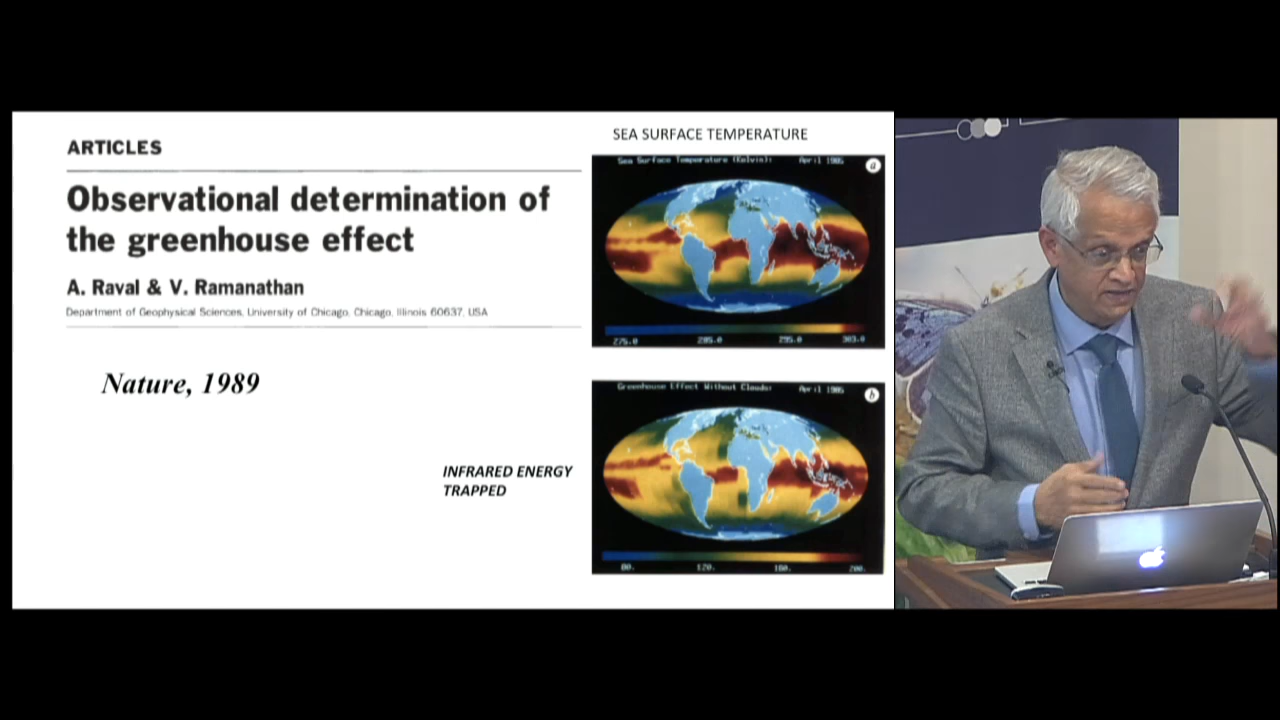 ARTICLES
Observational determination of
the greenhouse effect
A. Raval & V. Ramanathan
Department of Geophysical Sciences, University of Chicago, Chicago, Illinois 60637, USA
Nature, 1989
INFRARED ENERGY
TRAPPED
SEA SURFACE TEMPERATURE
Sea Surface Temperature (Kelvin): April 1985
a
275.0 285.0 295.0 303.0
Greenhouse Effect Without Clouds: April 1985
b
80. 120. 160. 200.